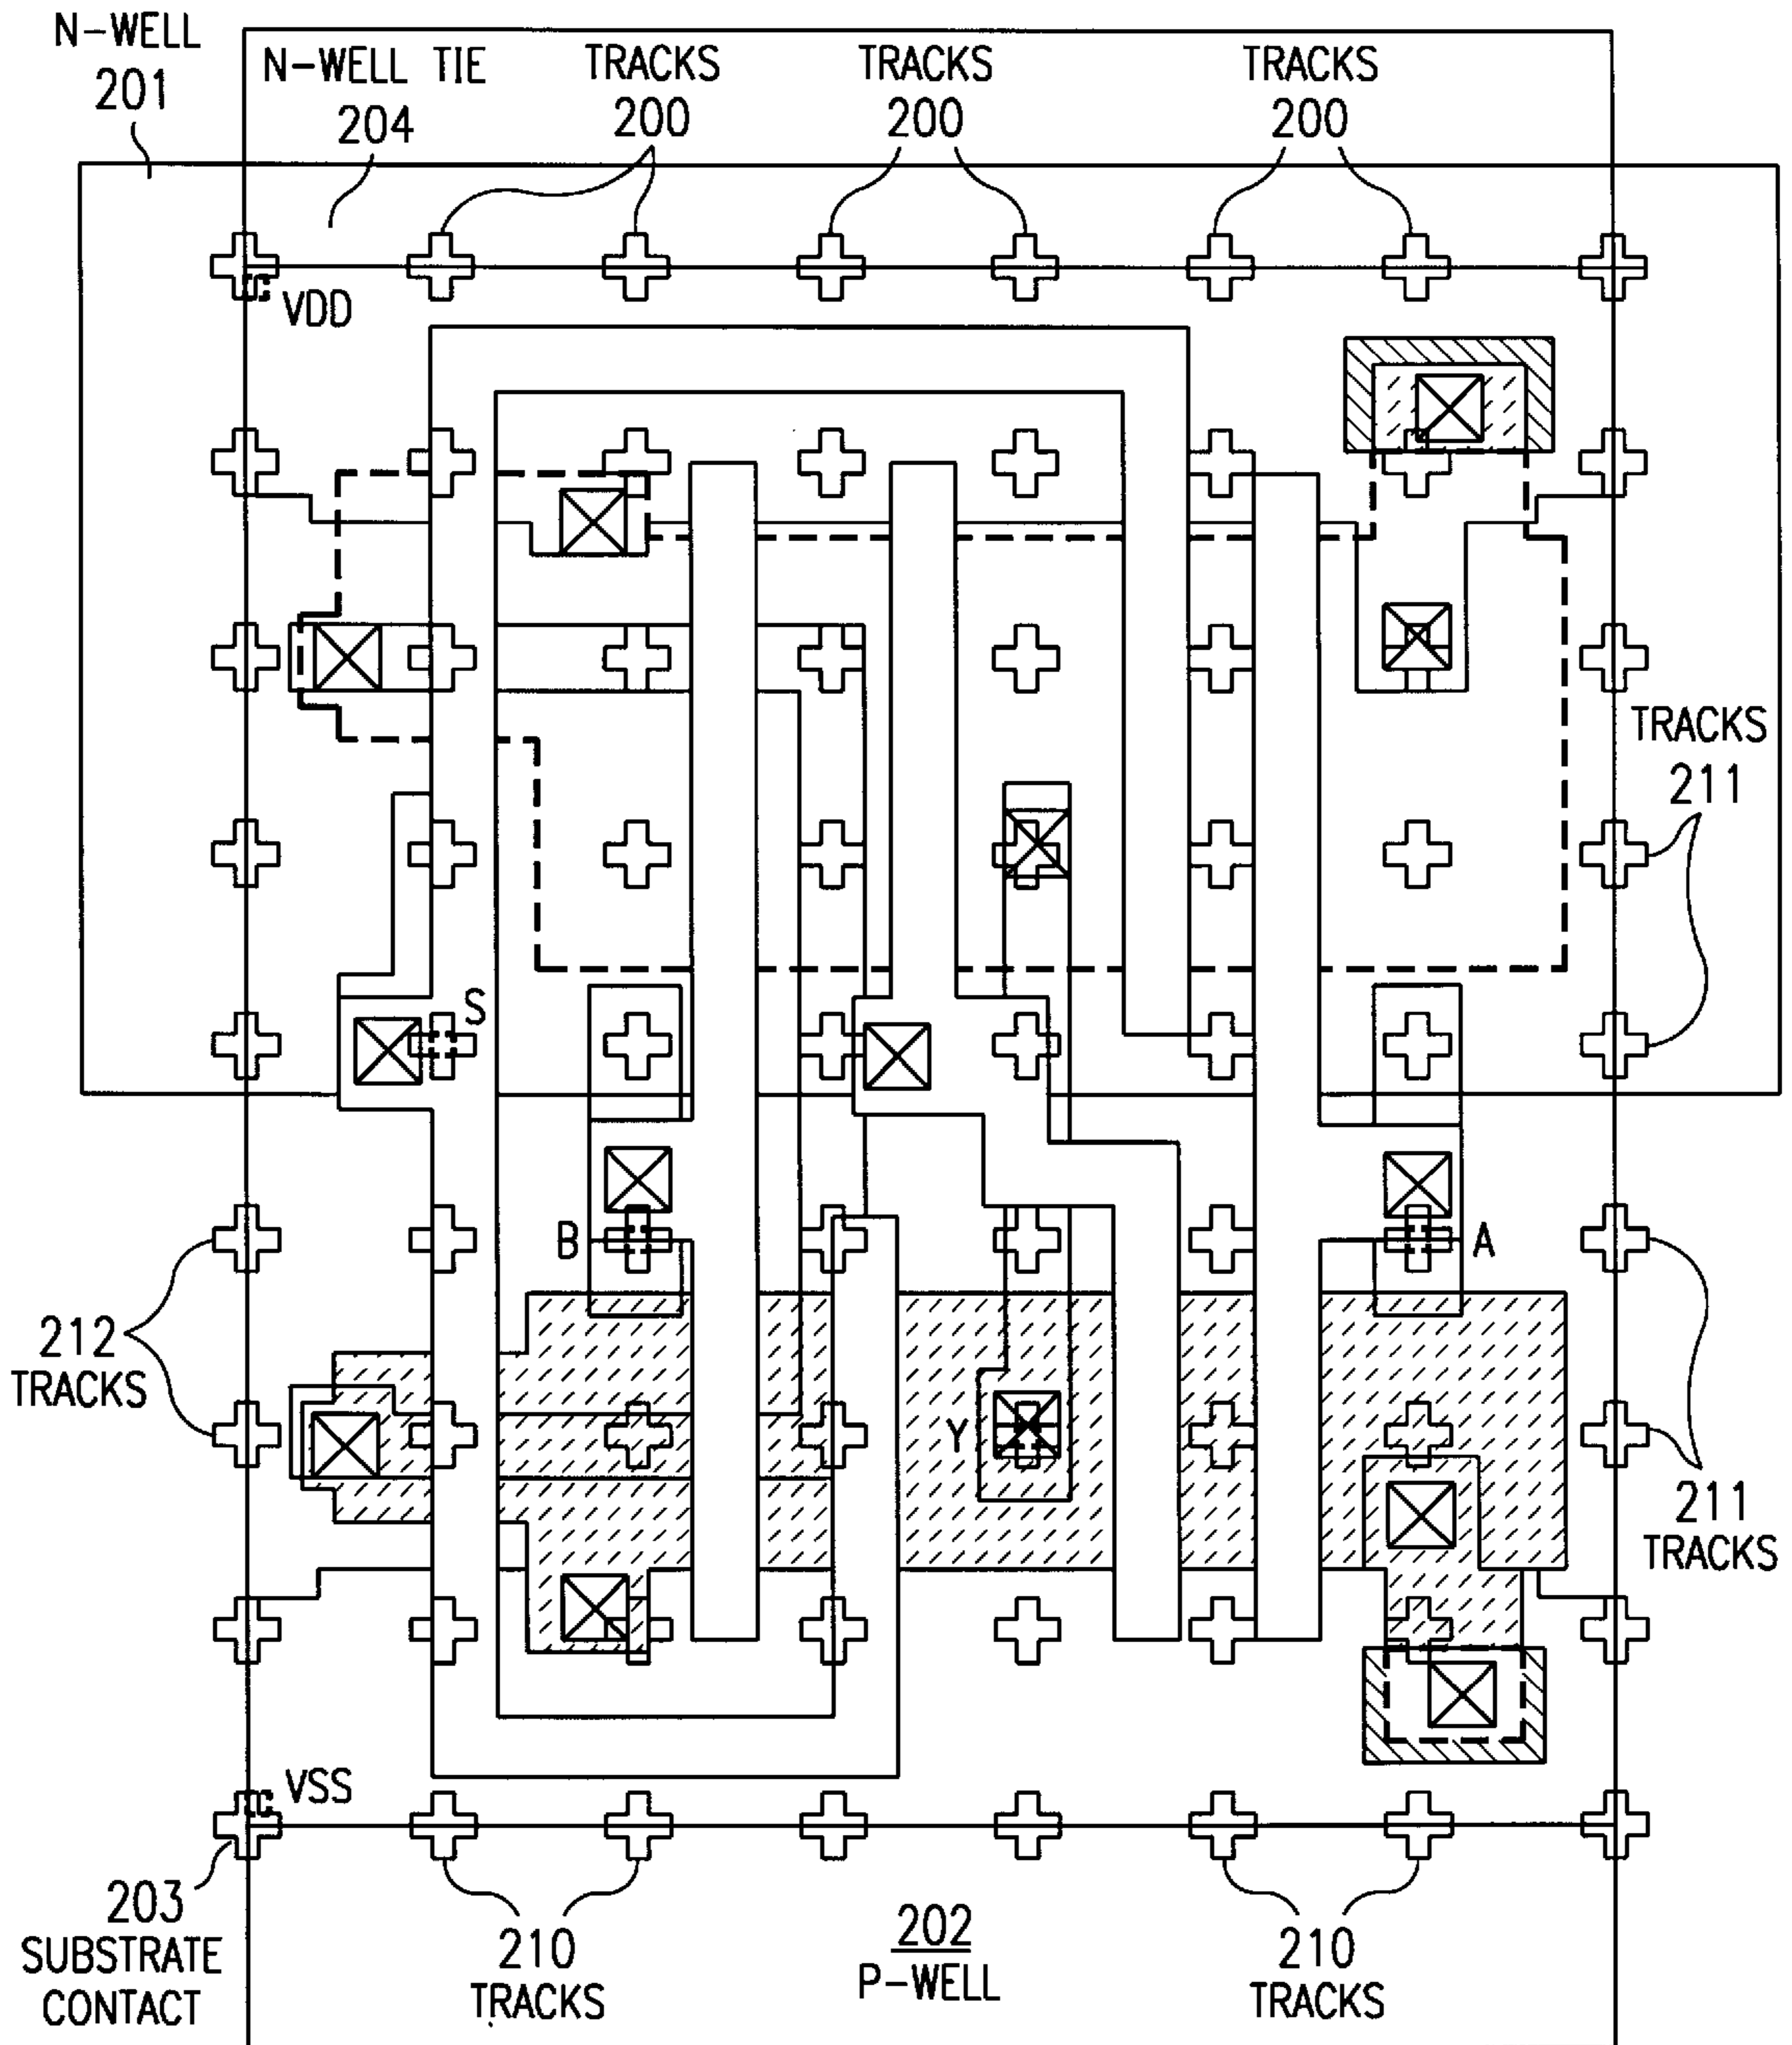 N-WELL
201
N-WELL TIE
204
TRACKS
200
TRACKS
200
TRACKS
200
VDD
TRACKS
211
S
B
A
212
TRACKS
Y
211
TRACKS
VSS
203
SUBSTRATE
CONTACT
210
TRACKS
202
P-WELL
210
TRACKS